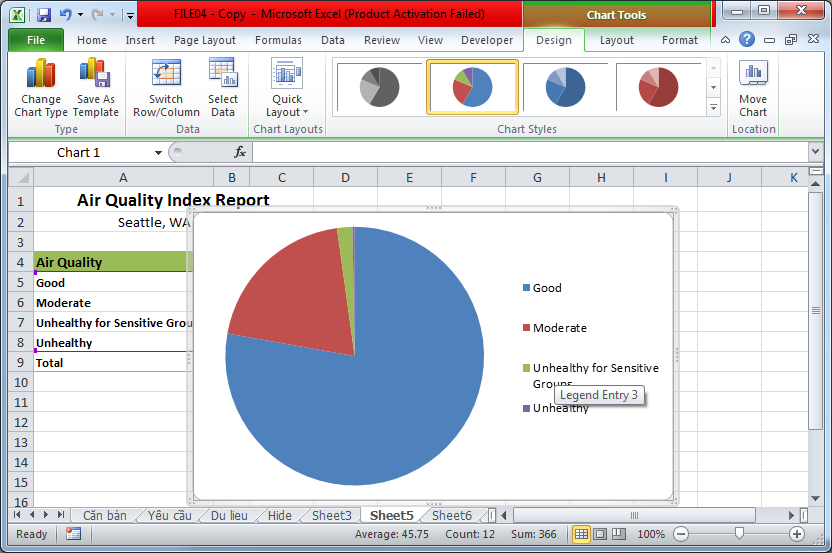 FILE04 - Copy - Microsoft Excel (Product Activation Failed)
Chart Tools
File Home Insert Page Layout Formulas Data Review View Developer Design Layout Format
Change Chart Type
Save As Template
Switch Row/Column
Select Data
Quick Layout
Move Chart
Type
Data
Chart Layouts
Chart Styles
Location
Chart 1
fx
A B C D E F G H I J K
1 Air Quality Index Report
2 Seattle, WA
3
4 Air Quality
5 Good
6 Moderate
7 Unhealthy for Sensitive Grou
8 Unhealthy
9 Total
10
11
12
13
14
15
16
Good
Moderate
Unhealthy for Sensitive
Groups
Legend Entry 3
Unhealthy
Căn bản Yêu cầu Du lieu Hide Sheet3 Sheet5 Sheet6
Ready Average: 45.75 Count: 12 Sum: 366 100%